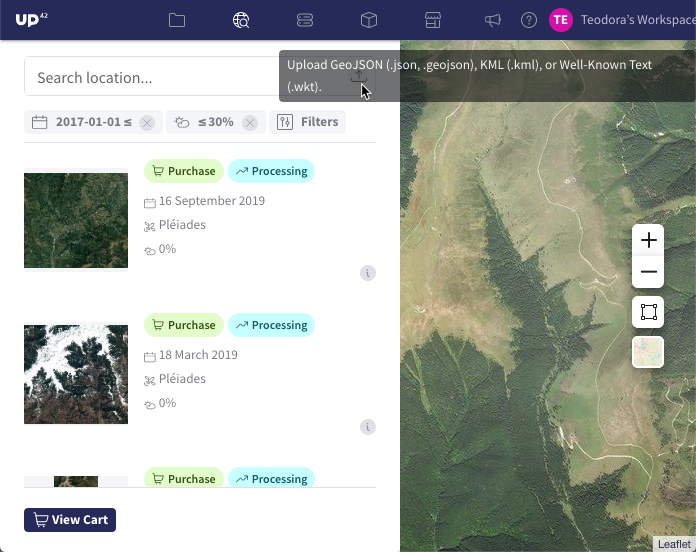 UP42
TE Teodora's Workspace
Upload GeoJSON (.json, .geojson), KML (.kml), or Well-Known Text
(.wkt).
Search location...
2017-01-01 ≤
≤ 30%
Filters
Purchase Processing
16 September 2019
Pléiades
0%
i
Purchase Processing
18 March 2019
Pléiades
0%
i
Purchase Processing
View Cart
Leaflet